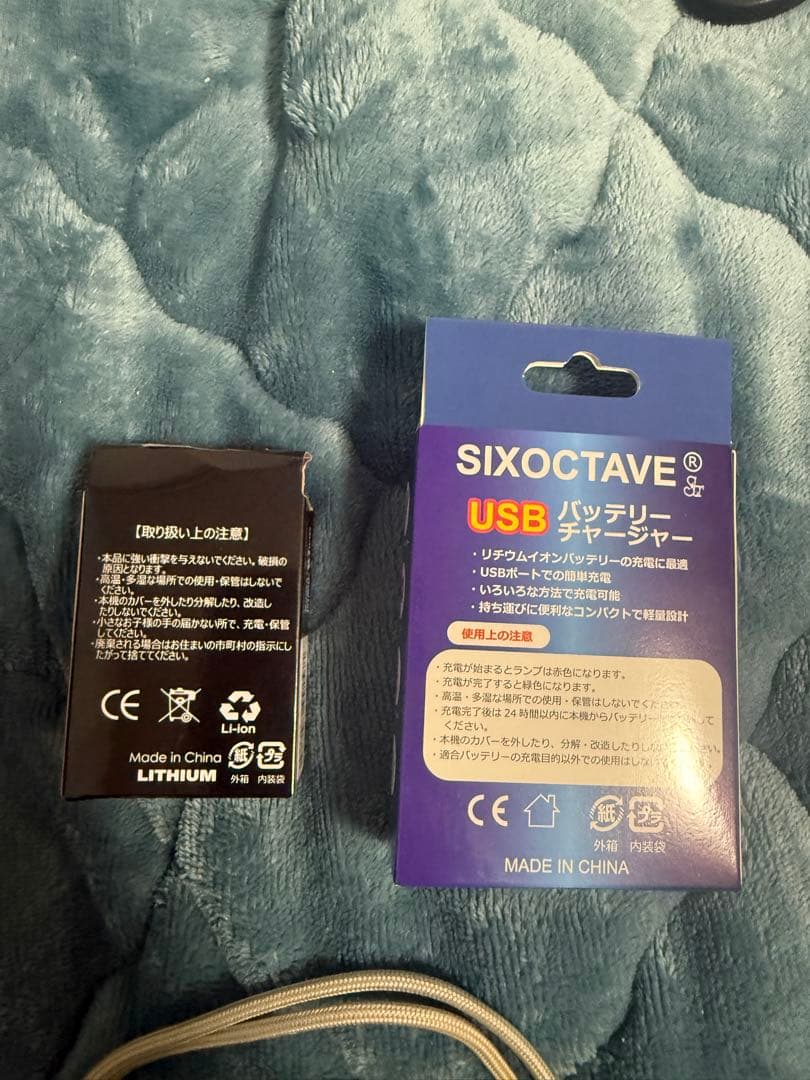 【取り扱い上の注意】
・本品に強い衝撃を与えないでください。破損の
原因となります。
・高温・多湿な場所での使用・保管はしないで
ください。
・本機のカバーを外したり分解したり、改造し
たりしないでください。
・小さなお子様の手の届かない所で、充電・保管
してください。
・廃棄される場合はお住まいの市町村の指示にし
たがって捨ててください。
CE
Li-ion
Made in China
LITHIUM
紙
プラ
外箱
内装袋
SIXOCTAVE®
USB バッテリー
チャージャー
・リチウムイオンバッテリーの充電に最適
・USBポートでの簡単充電
・いろいろな方法で充電可能
・持ち運びに便利なコンパクトで軽量設計
使用上の注意
・充電が始まるとランプは赤色になります。
・充電が完了すると緑色になります。
・高温・多湿な場所での使用・保管はしないでくださ
・充電完了後は24時間以内に本機からバッテリー して
ください。
・本機のカバーを外したり、分解・改造したりしな い。
・適合バッテリーの充電目的以外での使用はしない
CE
紙
プラ
外箱
内装袋
MADE IN CHINA